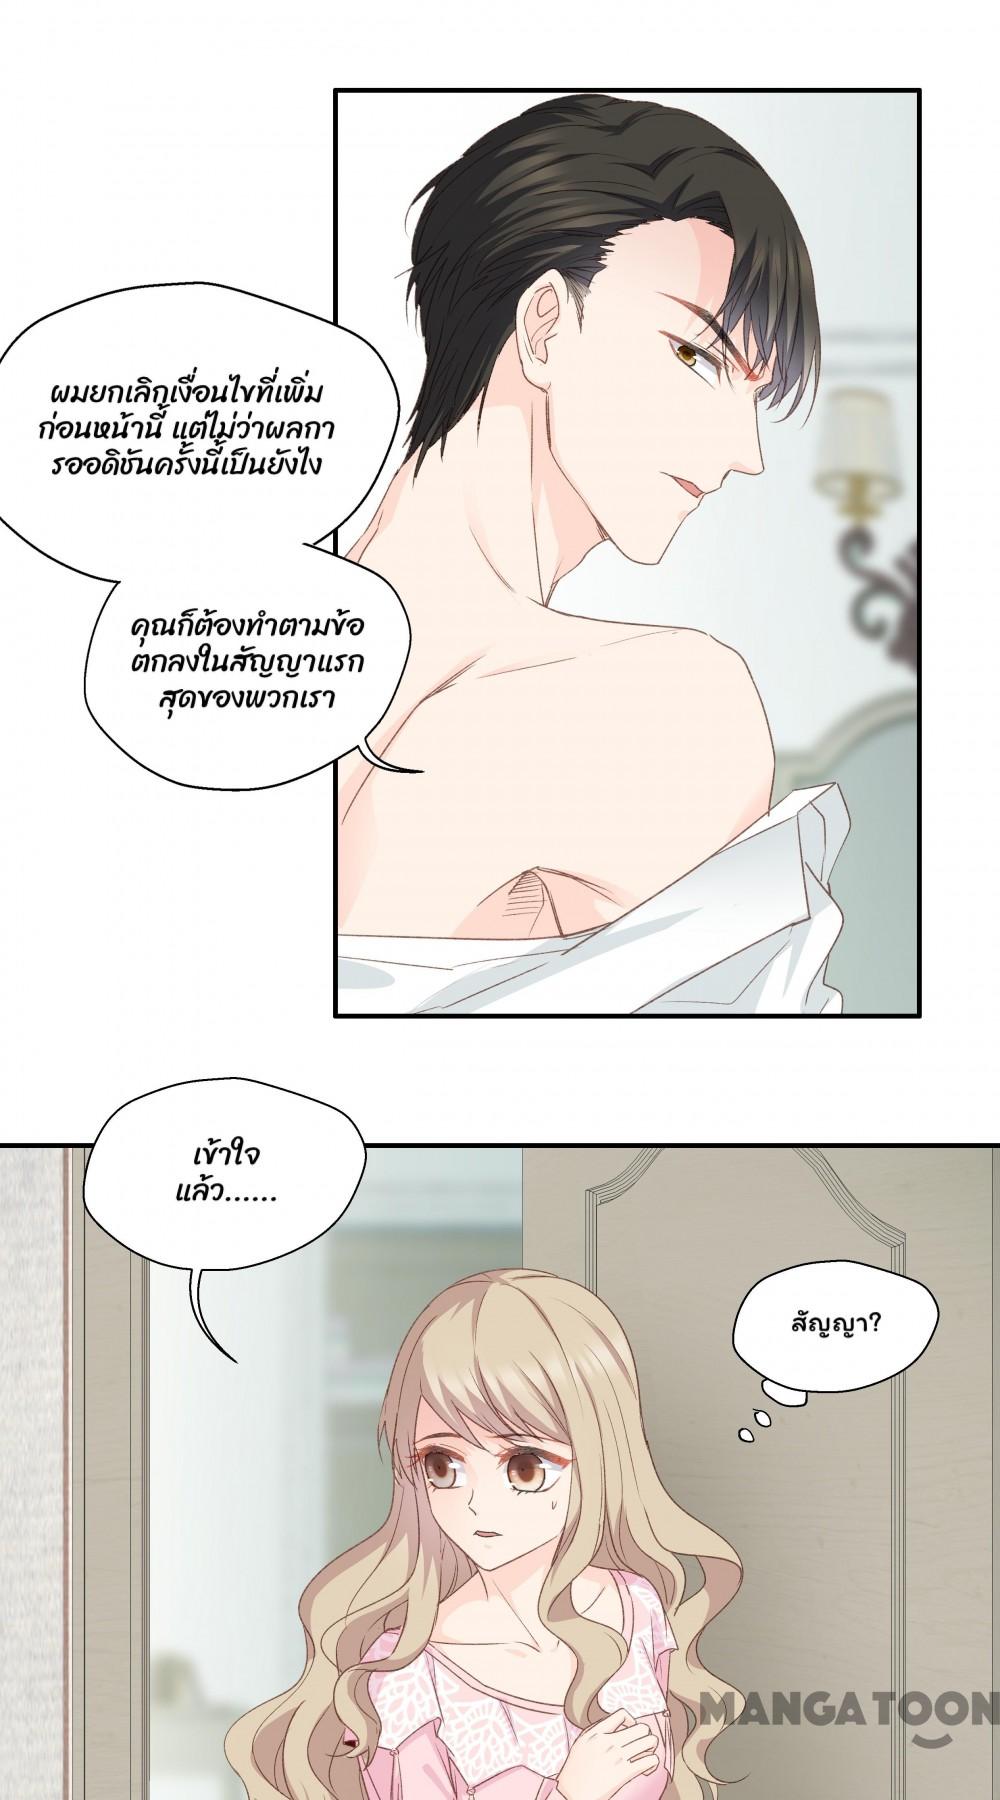 ผมยกเลิกเงื่อนไขที่เพิ่ม
ก่อนหน้านี้ แต่ไม่ว่าผลกา
รออดิชันครั้งนี้เป็นยังไง
คุณก็ต้องทำตามข้อ
ตกลงในสัญญาแรก
สุดของพวกเรา
เข้าใจ
แล้ว......
สัญญา?
MANGATOON